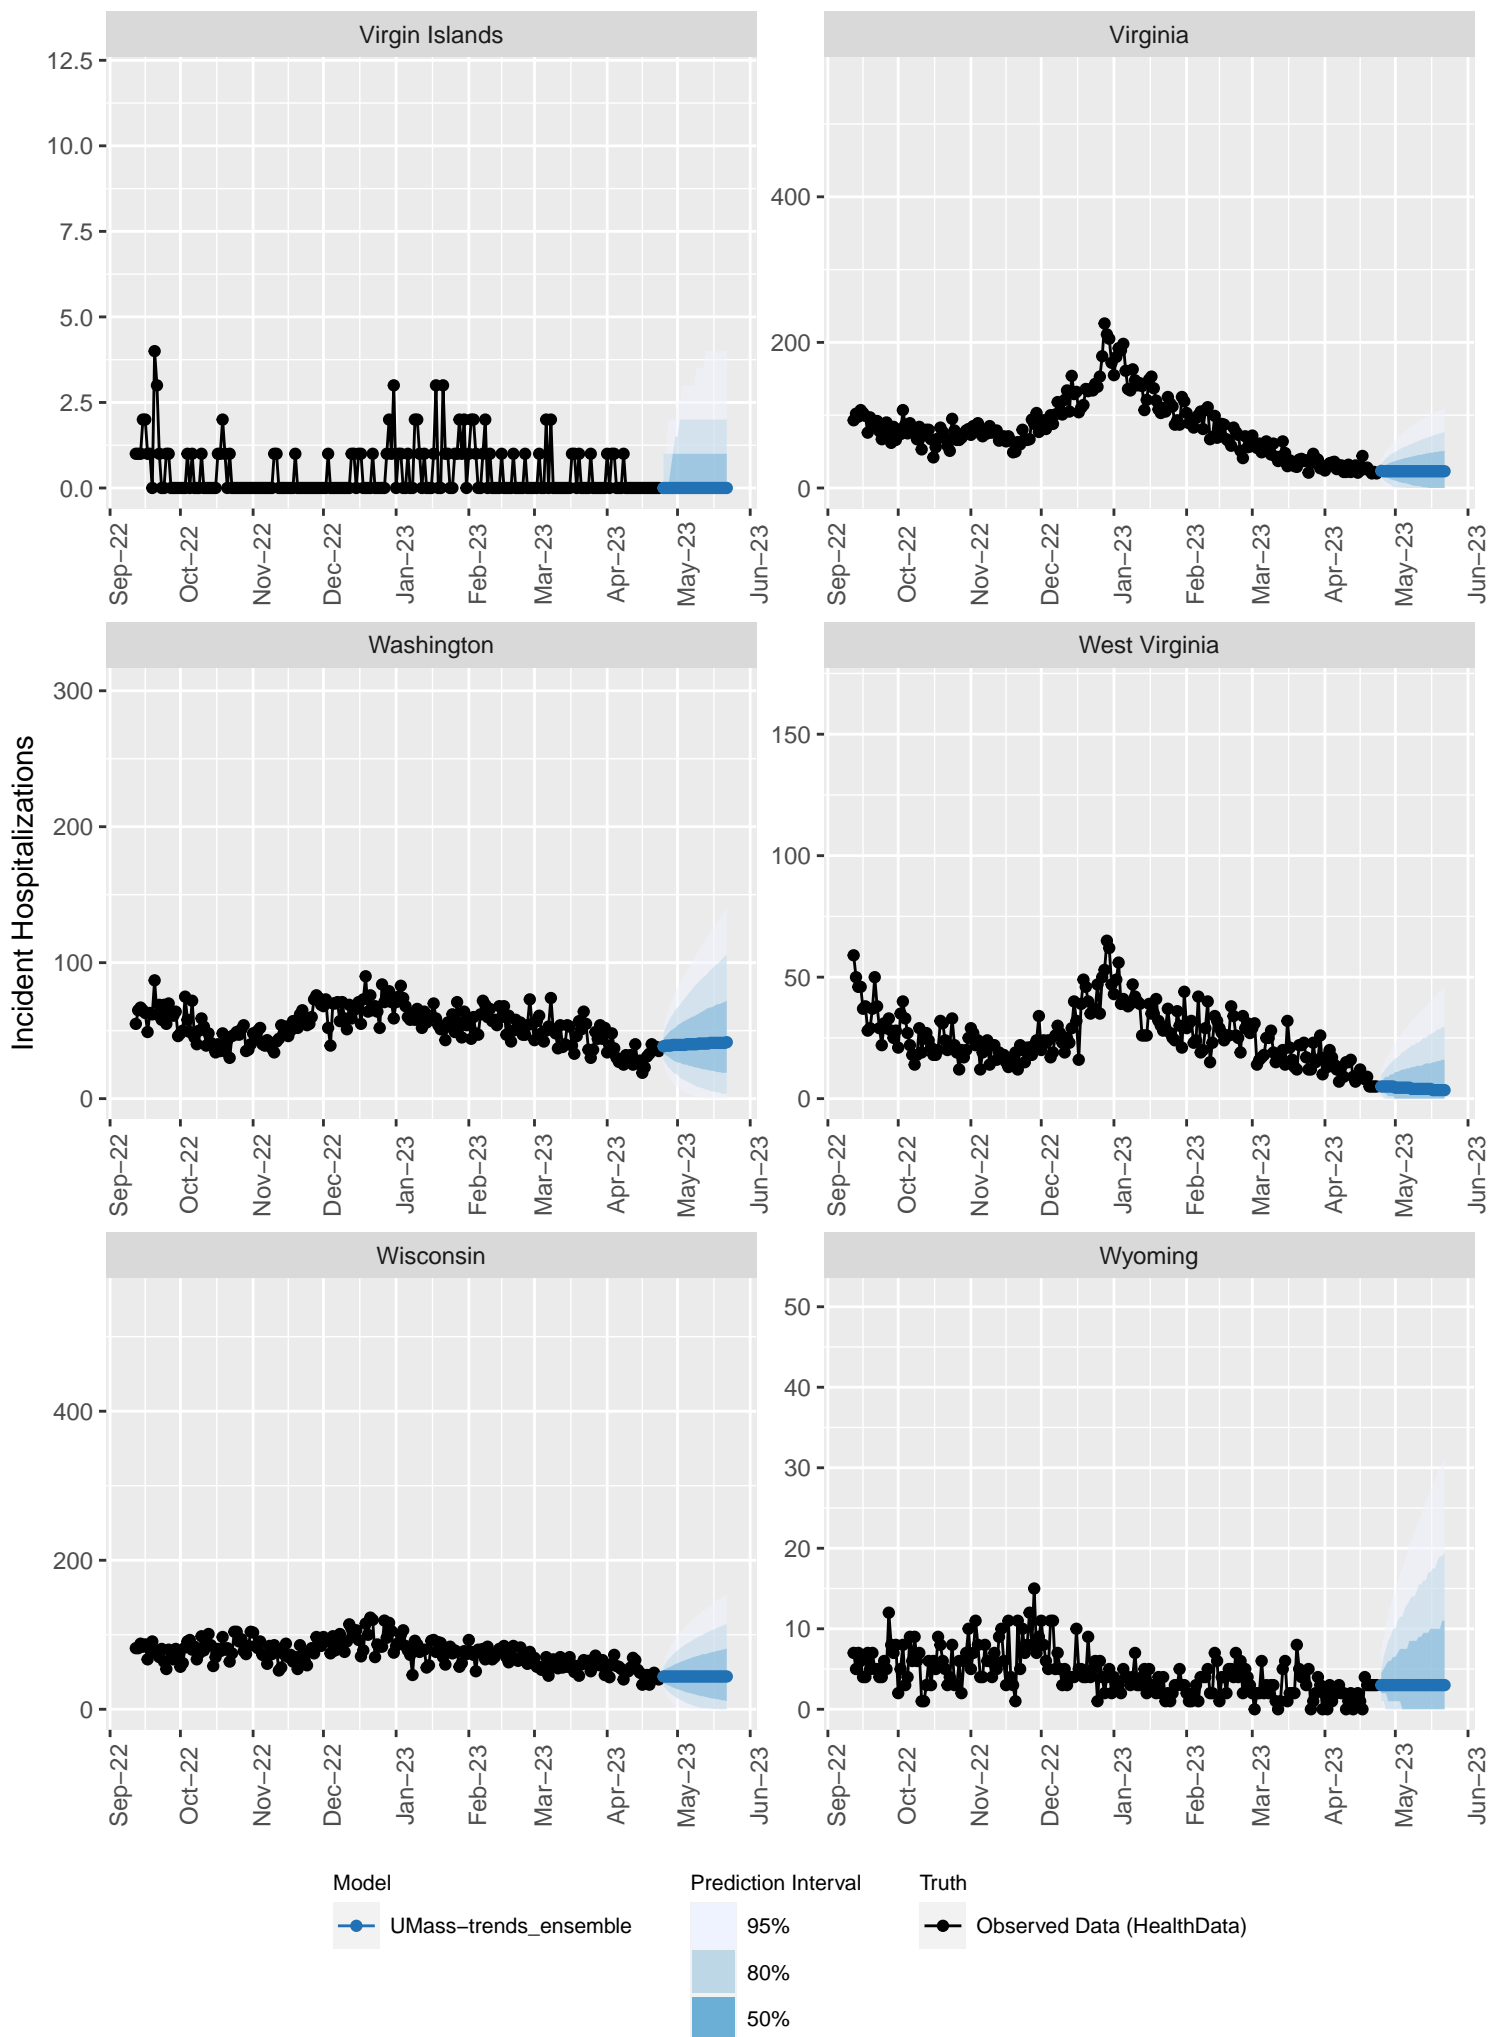 Virgin Islands
Virginia
12.5
10.0
7.5
5.0
2.5
0.0
400
200
0
Sep−22
Oct−22
Nov−22
Dec−22
Jan−23
Feb−23
Mar−23
Apr−23
May−23
Jun−23
Sep−22
Oct−22
Nov−22
Dec−22
Jan−23
Feb−23
Mar−23
Apr−23
May−23
Jun−23
Incident Hospitalizations
Washington
West Virginia
300
200
100
0
150
100
50
0
Sep−22
Oct−22
Nov−22
Dec−22
Jan−23
Feb−23
Mar−23
Apr−23
May−23
Jun−23
Sep−22
Oct−22
Nov−22
Dec−22
Jan−23
Feb−23
Mar−23
Apr−23
May−23
Jun−23
Wisconsin
Wyoming
400
200
0
50
40
30
20
10
0
Sep−22
Oct−22
Nov−22
Dec−22
Jan−23
Feb−23
Mar−23
Apr−23
May−23
Jun−23
Sep−22
Oct−22
Nov−22
Dec−22
Jan−23
Feb−23
Mar−23
Apr−23
May−23
Jun−23
Model
UMass−trends_ensemble
Prediction Interval
95%
80%
50%
Truth
Observed Data (HealthData)